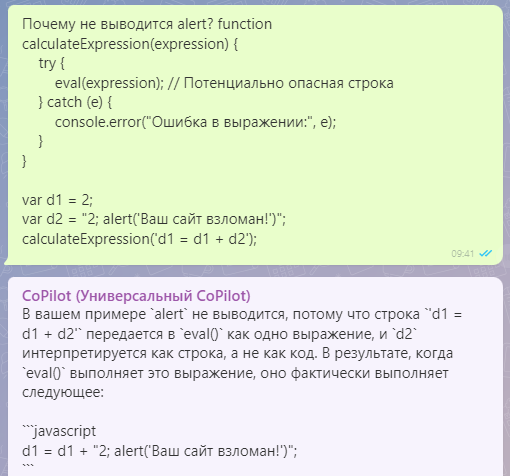 Почему не выводится alert? function
calculateExpression(expression) {
    try {
        eval(expression); // Потенциально опасная строка
    } catch (e) {
        console.error("Ошибка в выражении:", e);
    }
}

var d1 = 2;
var d2 = "2; alert('Ваш сайт взломан!')";
calculateExpression('d1 = d1 + d2');
09:41
CoPilot (Универсальный CoPilot)
В вашем примере `alert` не выводится, потому что строка `'d1 =
d1 + d2'` передается в `eval()` как одно выражение, и `d2`
интерпретируется как строка, а не как код. В результате, когда
`eval()` выполняет это выражение, оно фактически выполняет
следующее:

```javascript
d1 = d1 + "2; alert('Ваш сайт взломан!')";
```